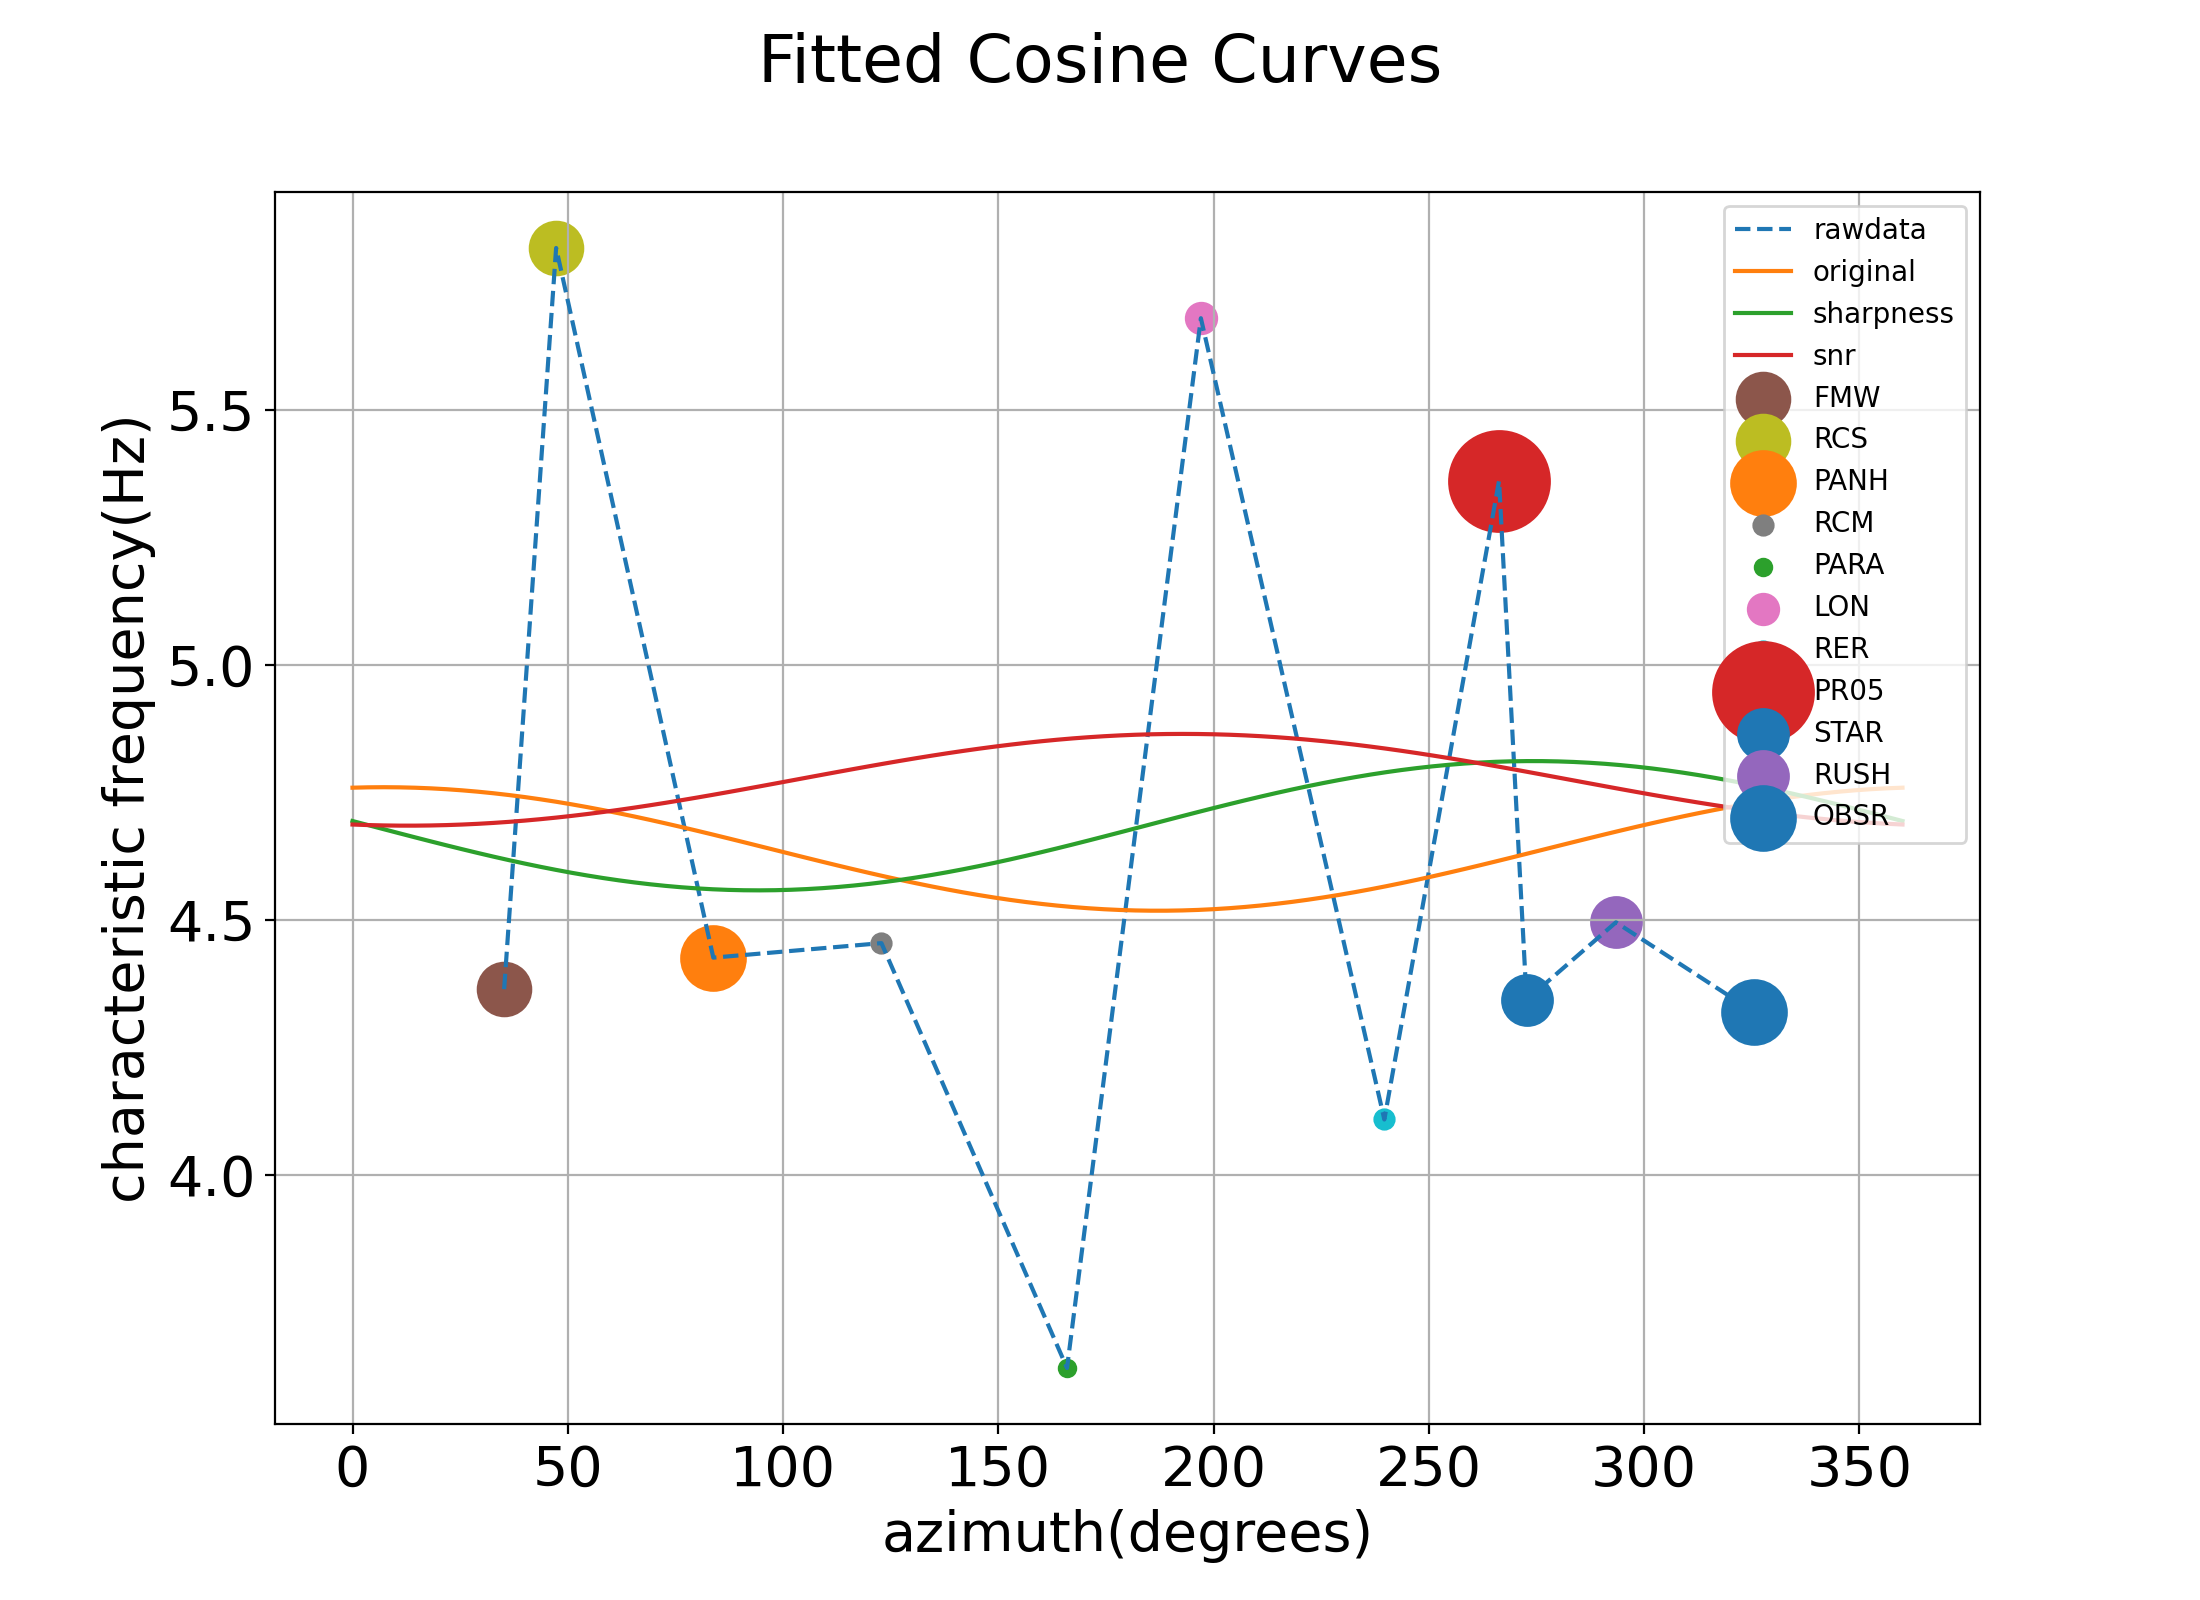 Fitted Cosine Curves
characteristic frequency(Hz)
5.5
5.0
4.5
4.0
rawdata
original
sharpness
snr
FMW
RCS
PANH
RCM
PARA
LON
RER
PR05
STAR
RUSH
OBSR
0 50 100 150 200 250 300 350
azimuth(degrees)